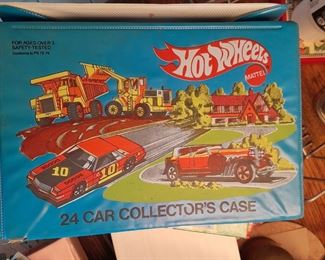 FOR AGES OVER 3
SAFETY TESTED
Hot Wheels
MATTEL
10
10
24 CAR COLLECTOR'S CASE